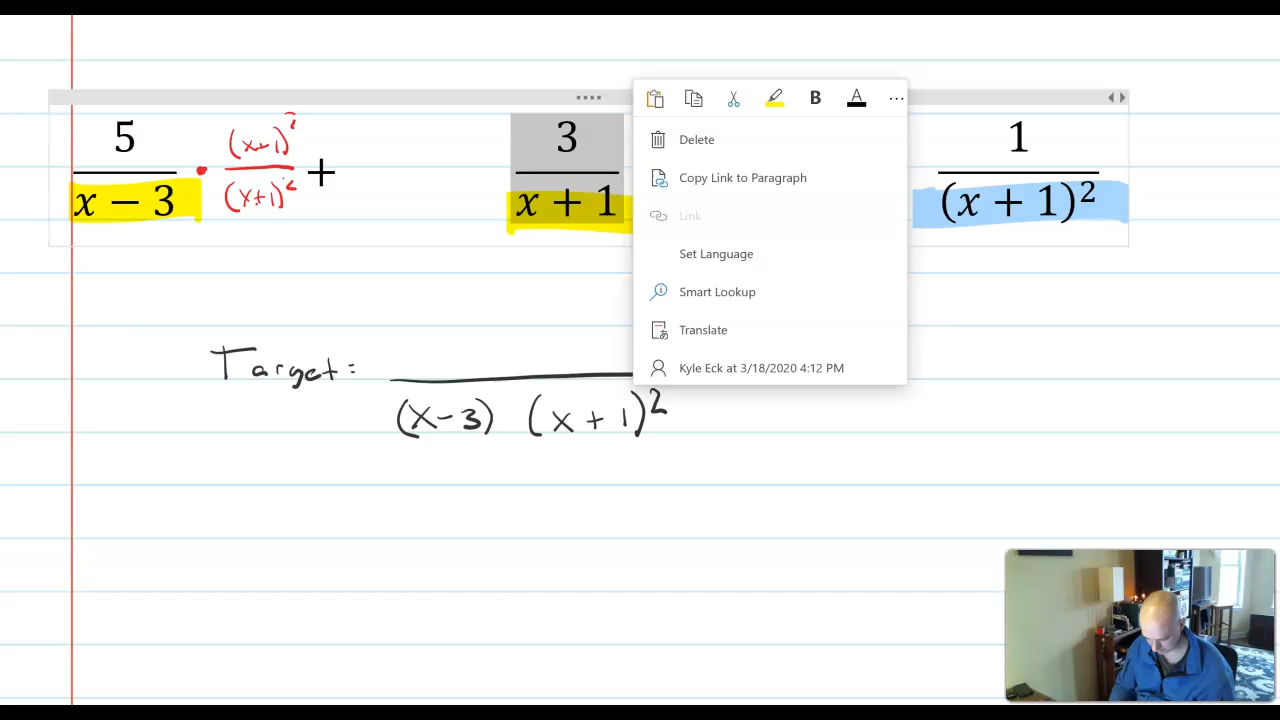 5/(x − 3) · (x+1)²/(x+1)² + 3/(x + 1) 1/(x + 1)²
B A ...
Delete
Copy Link to Paragraph
Link
Set Language
Smart Lookup
Translate
Kyle Eck at 3/18/2020 4:12 PM
Target:
(x-3) (x+1)²